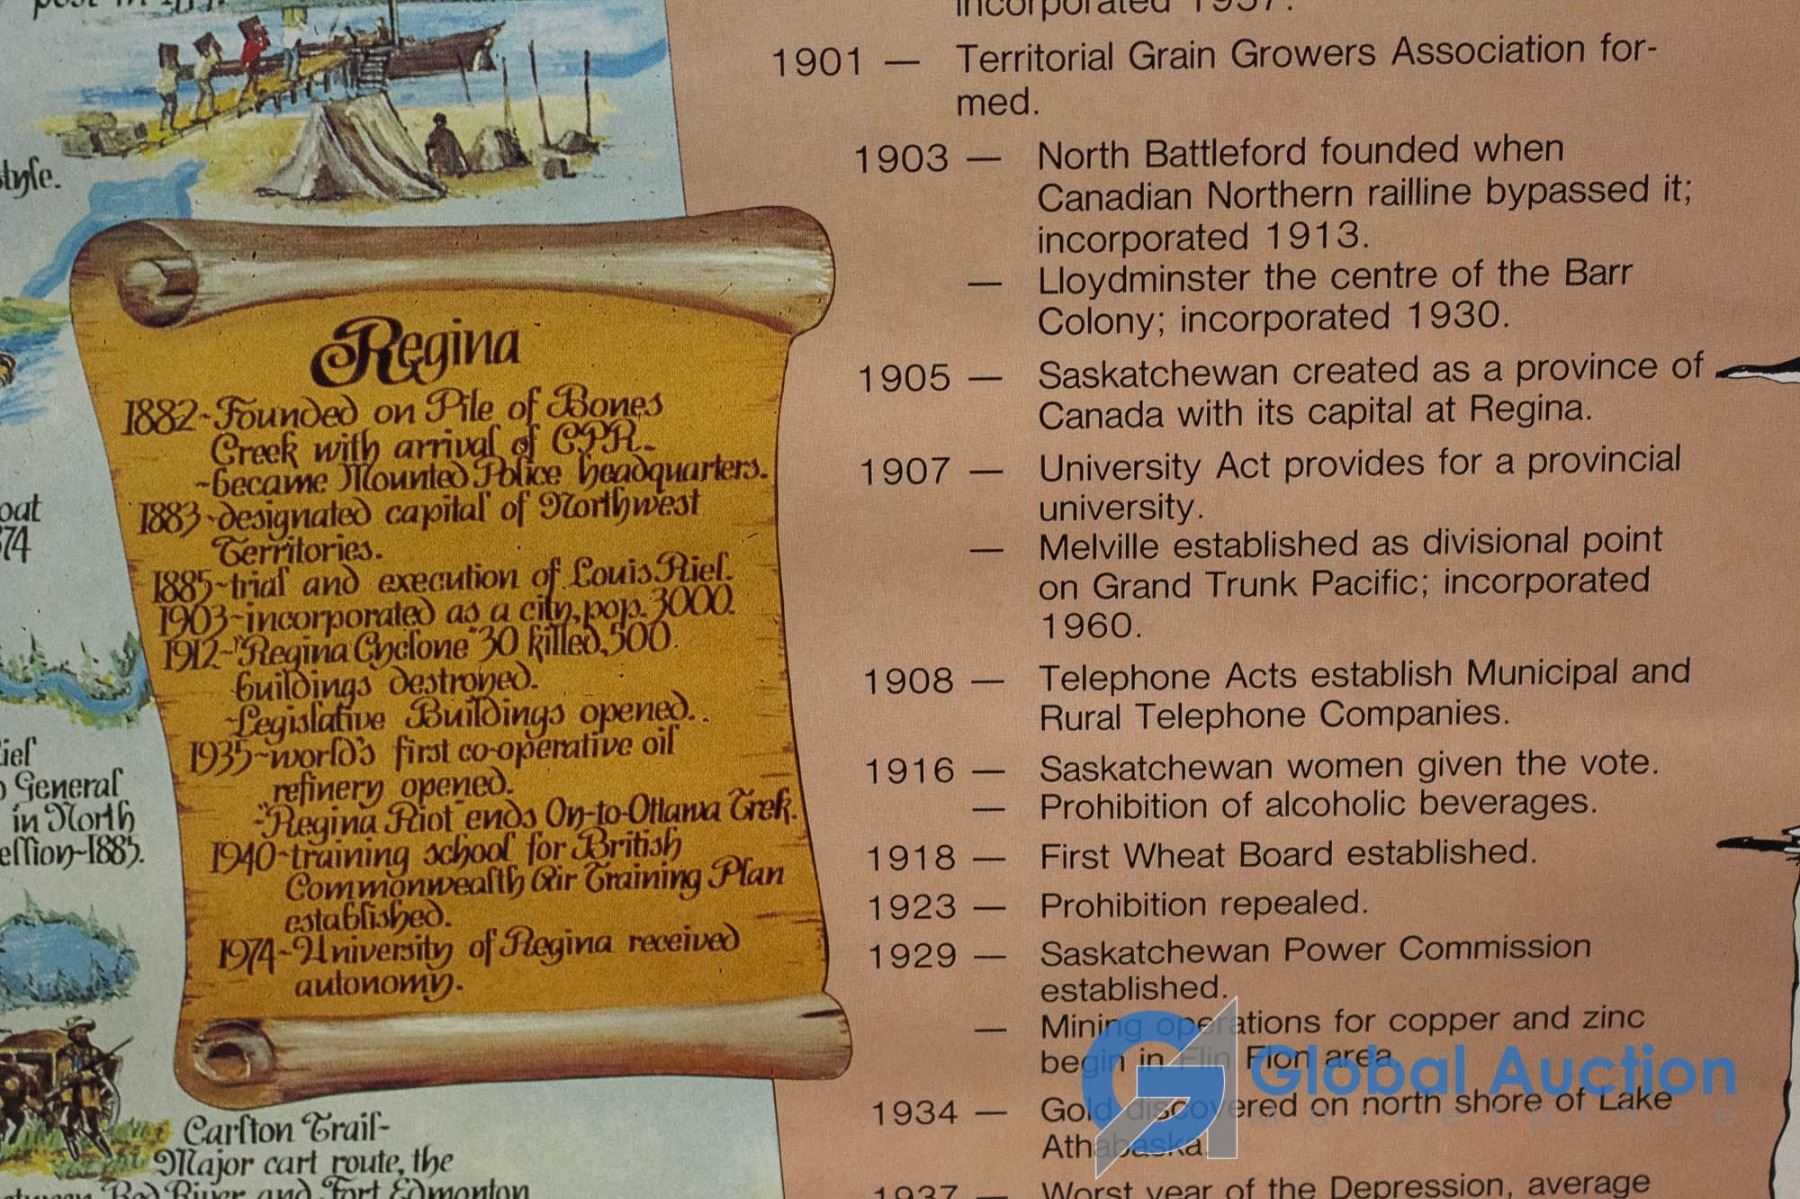 style.
Regina
1882~Founded on Pile of Bones
Creek with arrival of CPR.
~became Mounted Police headquarters.
1883~designated capital of Northwest
Territories.
1885~trial and execution of Louis Riel.
1903~incorporated as a city, pop. 3000.
1912~"Regina Cyclone" 30 killed, 500
buildings destroyed.
~Legislative Buildings opened.
1935~world's first co-operative oil
refinery opened.
~"Regina Riot" ends On-to-Ottawa Trek.
1940~training school for British
Commonwealth Air Training Plan
established.
1974~University of Regina received
autonomy.
General
in North
1885.
Carlton Trail-
Major cart route, the
Red River and Fort Edmonton
incorporated 1957.
1901 — Territorial Grain Growers Association for-
med.
1903 — North Battleford founded when
Canadian Northern railline bypassed it;
incorporated 1913.
— Lloydminster the centre of the Barr
Colony; incorporated 1930.
1905 — Saskatchewan created as a province of
Canada with its capital at Regina.
1907 — University Act provides for a provincial
university.
— Melville established as divisional point
on Grand Trunk Pacific; incorporated
1960.
1908 — Telephone Acts establish Municipal and
Rural Telephone Companies.
1916 — Saskatchewan women given the vote.
— Prohibition of alcoholic beverages.
1918 — First Wheat Board established.
1923 — Prohibition repealed.
1929 — Saskatchewan Power Commission
established.
— Mining operations for copper and zinc
begin in Flin Flon area.
1934 — Gold discovered on north shore of Lake
Athabaska.
1937 — Worst year of the Depression, average
Global Auction
marketplace